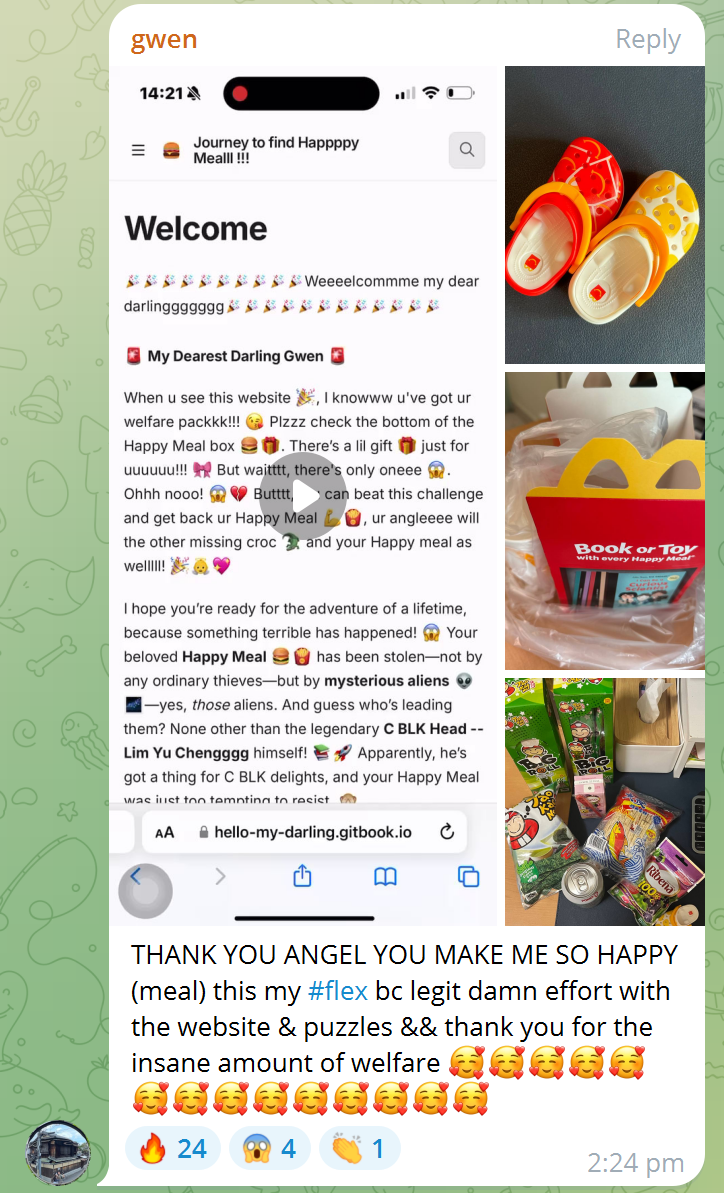 gwen
Reply
14:21
Journey to find Happppy
Mealll !!!
Welcome
🎉🎉🎉🎉🎉🎉🎉🎉🎉🎉Weeeelcommme my dear
darlinggggggg🎉🎉🎉🎉🎉🎉🎉🎉🎉🎉🎉🎉
🚨 My Dearest Darling Gwen 🚨
When u see this website 🎉, I knowww u've got ur
welfare packkk!!! 😘 Plzzz check the bottom of the
Happy Meal box 🍔🎁. There's a lil gift 🎁 just for
uuuuuu!!! 🎀 But waitttt, there's only oneee 😱.
Ohhh nooo! 😱💔 Butttt, can beat this challenge
and get back ur Happy Meal 💪🍟, ur angleeee will
the other missing croc 🐊 and your Happy meal as
wellllll! 🎉👼💖
I hope you're ready for the adventure of a lifetime,
because something terrible has happened! 😱 Your
beloved Happy Meal 🍔🍟 has been stolen—not by
any ordinary thieves—but by mysterious aliens 👽
🌌—yes, those aliens. And guess who's leading
them? None other than the legendary C BLK Head --
Lim Yu Chengggg himself! 📚🚀 Apparently, he's
got a thing for C BLK delights, and your Happy Meal
was just too tempting to resist. 🙈
AA hello-my-darling.gitbook.io
Book or Toy
with every Happy Meal
Curious
Scientist
BIG
ROLL
BIG
ROLL
Ribena
100%
THANK YOU ANGEL YOU MAKE ME SO HAPPY
(meal) this my #flex bc legit damn effort with
the website & puzzles && thank you for the
insane amount of welfare 🥰🥰🥰🥰🥰
🥰🥰🥰🥰🥰🥰🥰🥰🥰
🔥 24 😱 4 👏 1
2:24 pm